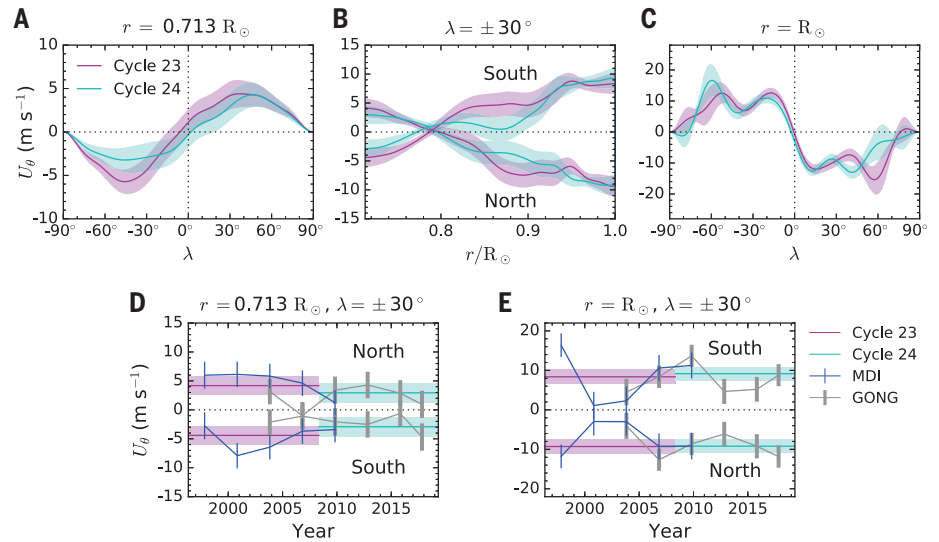 A
r = 0.713 R☉
10
5
0
-5
-10
Uθ (m s⁻¹)
Cycle 23
Cycle 24
-90° -60° -30° 0° 30° 60° 90°
λ
B
λ = ± 30°
15
10
5
0
-5
-10
-15
South
North
0.8 0.9 1.0
r/R☉
C
r = R☉
20
10
0
-10
-20
-90° -60° -30° 0° 30° 60° 90°
λ
D
r = 0.713 R☉, λ = ± 30°
15
10
5
0
-5
-10
-15
Uθ (m s⁻¹)
North
South
2000 2005 2010 2015
Year
E
r = R☉, λ = ± 30°
20
10
0
-10
-20
South
North
2000 2005 2010 2015
Year
Cycle 23
Cycle 24
MDI
GONG